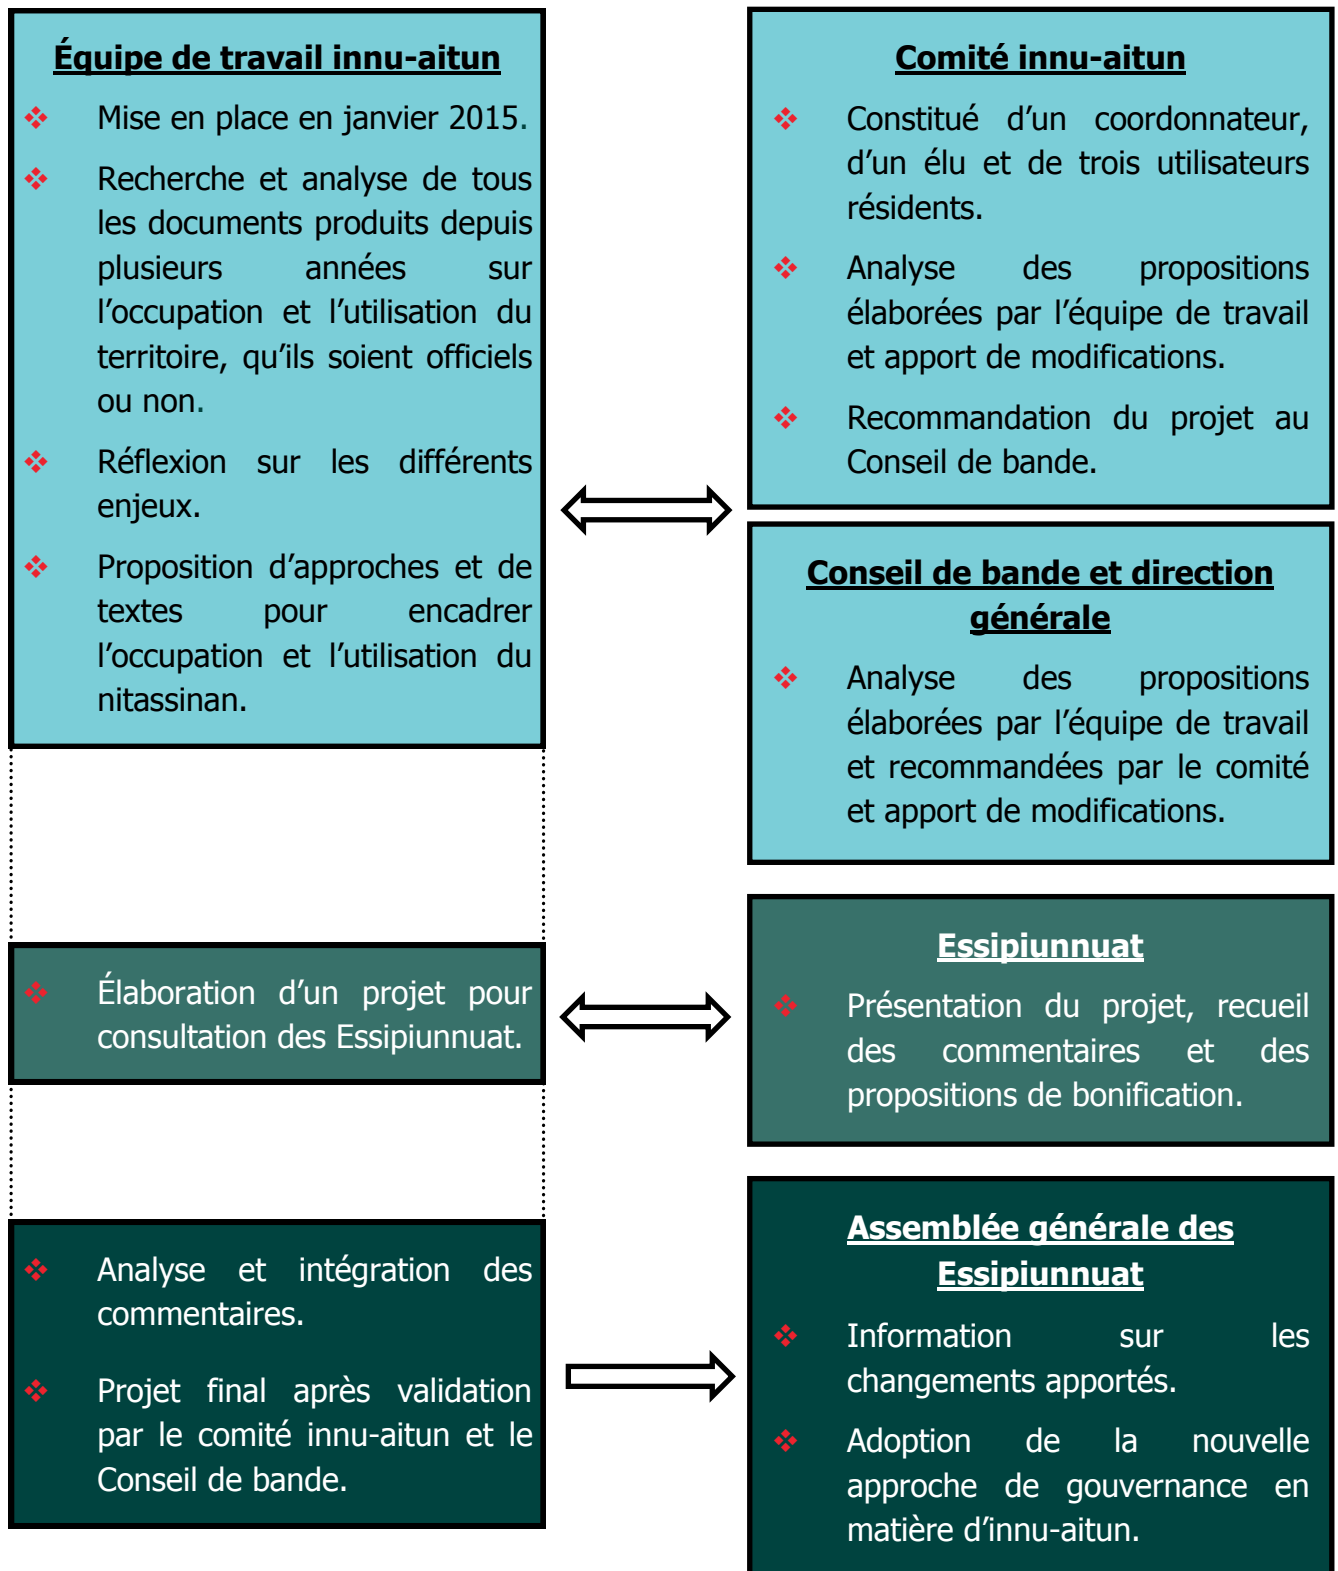 Équipe de travail innu-aitun
❖ Mise en place en janvier 2015.
❖ Recherche et analyse de tous
les documents produits depuis
plusieurs années sur
l’occupation et l’utilisation du
territoire, qu’ils soient officiels
ou non.
❖ Réflexion sur les différents
enjeux.
❖ Proposition d’approches et de
textes pour encadrer
l’occupation et l’utilisation du
nitassinan.
Comité innu-aitun
❖ Constitué d’un coordonnateur,
d’un élu et de trois utilisateurs
résidents.
❖ Analyse des propositions
élaborées par l’équipe de travail
et apport de modifications.
❖ Recommandation du projet au
Conseil de bande.
Conseil de bande et direction
générale
❖ Analyse des propositions
élaborées par l’équipe de travail
et recommandées par le comité
et apport de modifications.
❖ Élaboration d’un projet pour
consultation des Essipiunnuat.
Essipiunnuat
❖ Présentation du projet, recueil
des commentaires et des
propositions de bonification.
❖ Analyse et intégration des
commentaires.
❖ Projet final après validation
par le comité innu-aitun et le
Conseil de bande.
Assemblée générale des
Essipiunnuat
❖ Information sur les
changements apportés.
❖ Adoption de la nouvelle
approche de gouvernance en
matière d’innu-aitun.